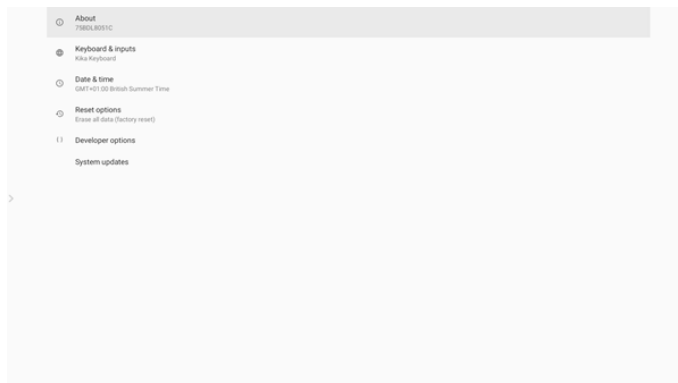 About
75BDL8051C
Keyboard & inputs
Kika Keyboard
Date & time
GMT+01:00 British Summer Time
Reset options
Erase all data (factory reset)
Developer options
System updates